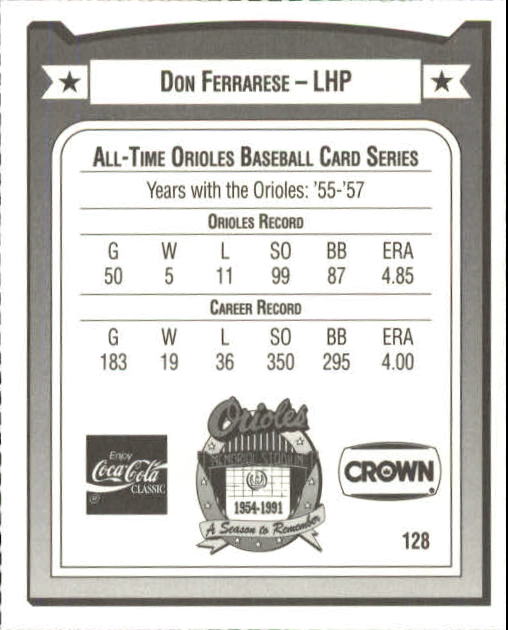 DON FERRARESE – LHP
ALL-TIME ORIOLES BASEBALL CARD SERIES
Years with the Orioles: '55-'57
ORIOLES RECORD
G W L SO BB ERA
50 5 11 99 87 4.85
CAREER RECORD
G W L SO BB ERA
183 19 36 350 295 4.00
Orioles
MEMORIAL STADIUM
1954-1991
A Season to Remember
Enjoy
Coca-Cola
CLASSIC
®
CROWN
®
128